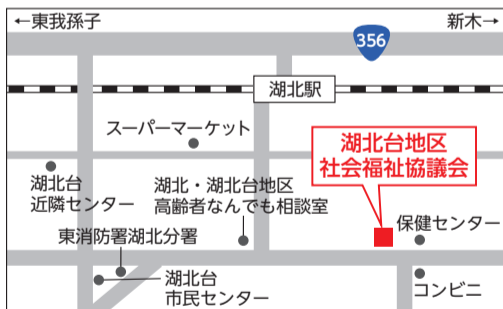 ←東我孫子
新木→
356
湖北駅
スーパーマーケット
湖北台地区
社会福祉協議会
湖北台
近隣センター
湖北・湖北台地区
高齢者なんでも相談室
保健センター
東消防署湖北分署
湖北台
市民センター
コンビニ